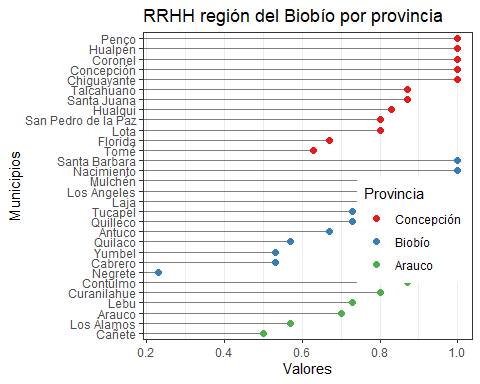 RRHH región del Biobío por provincia
Municipios
Penco
Hualpén
Coronel
Concepción
Chiguayante
Talcahuano
Santa Juana
Hualqui
San Pedro de la Paz
Lota
Florida
Tomé
Santa Barbara
Nacimiento
Mulchén
Los Angeles
Laja
Tucapel
Quilleco
Antuco
Quilaco
Yumbel
Cabrero
Negrete
Contulmo
Curanilahue
Lebu
Arauco
Los Alamos
Cañete
Provincia
Concepción
Biobío
Arauco
0.2 0.4 0.6 0.8 1.0
Valores